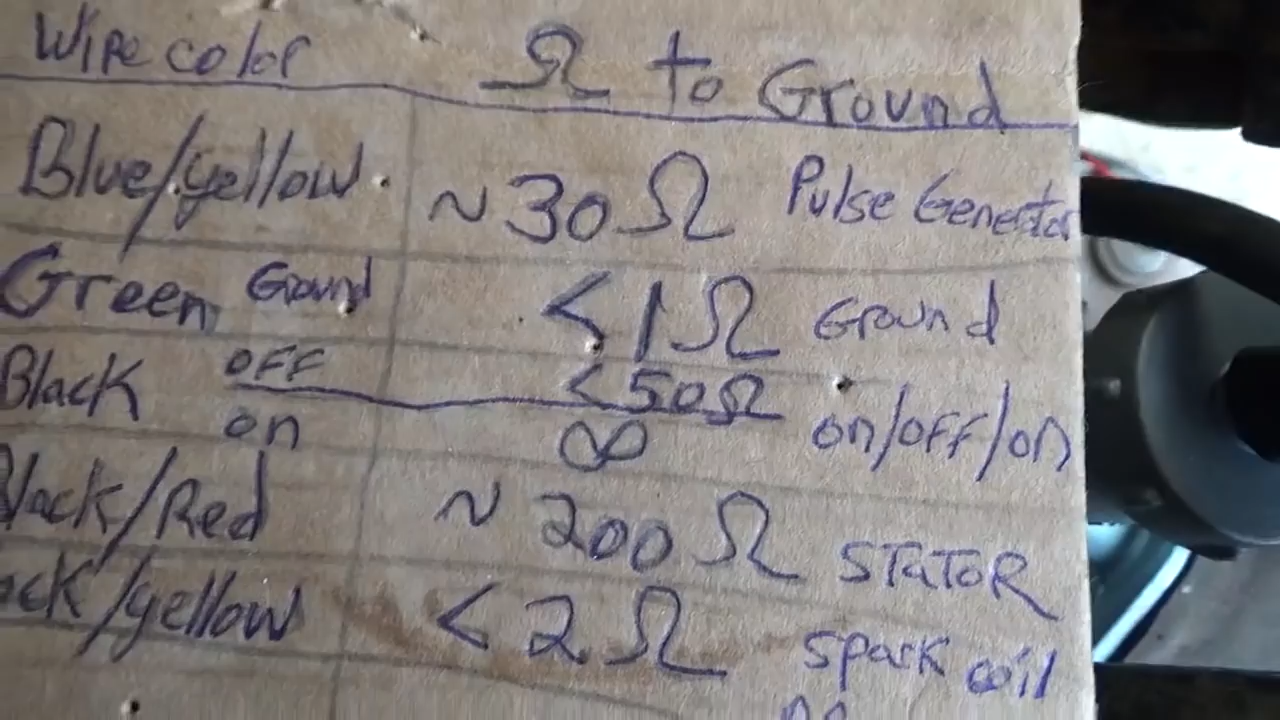 Wire color Ω to Ground
Blue/yellow ~30Ω Pulse Generator
Green Ground <1Ω Ground
Black OFF <50Ω on/off/on
on ∞
lack/Red ~200Ω STATOR
ack/yellow <2Ω Spark coil